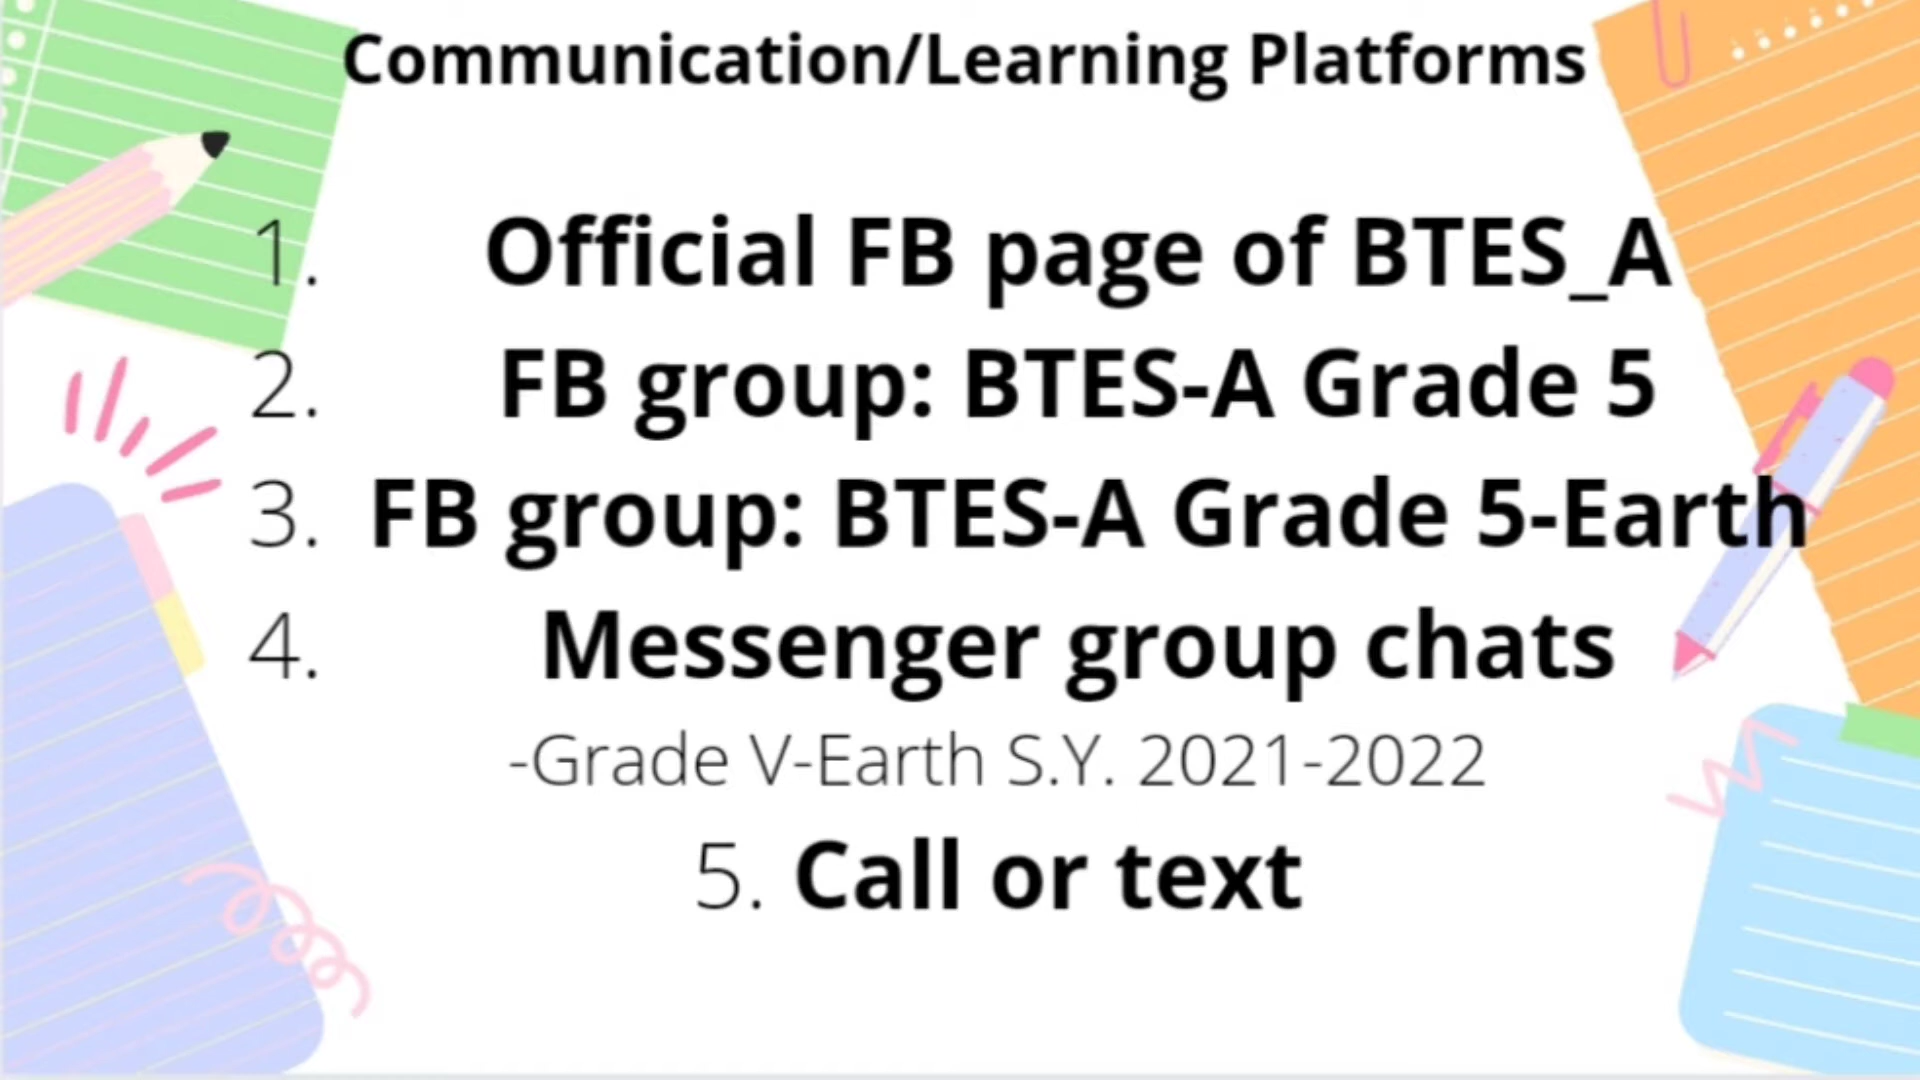 Communication/Learning Platforms
1. Official FB page of BTES_A
2. FB group: BTES-A Grade 5
3. FB group: BTES-A Grade 5-Earth
4. Messenger group chats
-Grade V-Earth S.Y. 2021-2022
5. Call or text